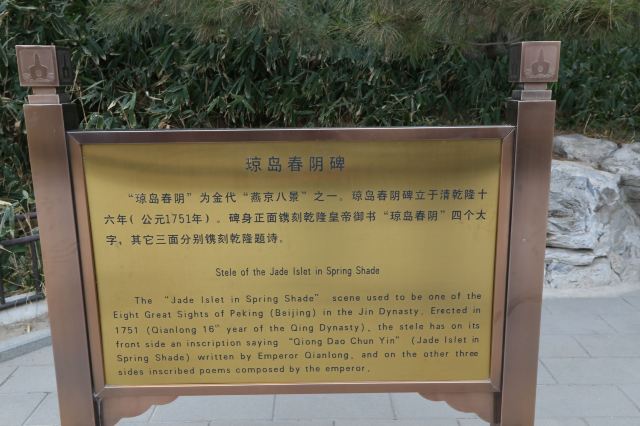 琼岛春阴碑
“琼岛春阴”为金代“燕京八景”之一。琼岛春阴碑立于清乾隆十
六年（公元1751年）。碑身正面镌刻乾隆皇帝御书“琼岛春阴”四个大
字，其它三面分别镌刻乾隆题诗。
Stele of the Jade Islet in Spring Shade
The “Jade Islet in Spring Shade” scene used to be one of the
Eight Great Sights of Peking (Beijing) in the Jin Dynasty. Erected in
1751 (Qianlong 16th year of the Qing Dynasty), the stele has on its
front side an inscription saying “Qiong Dao Chun Yin” (Jade Islet in
Spring Shade) written by Emperor Qianlong, and on the other three
sides inscribed poems composed by the emperor.